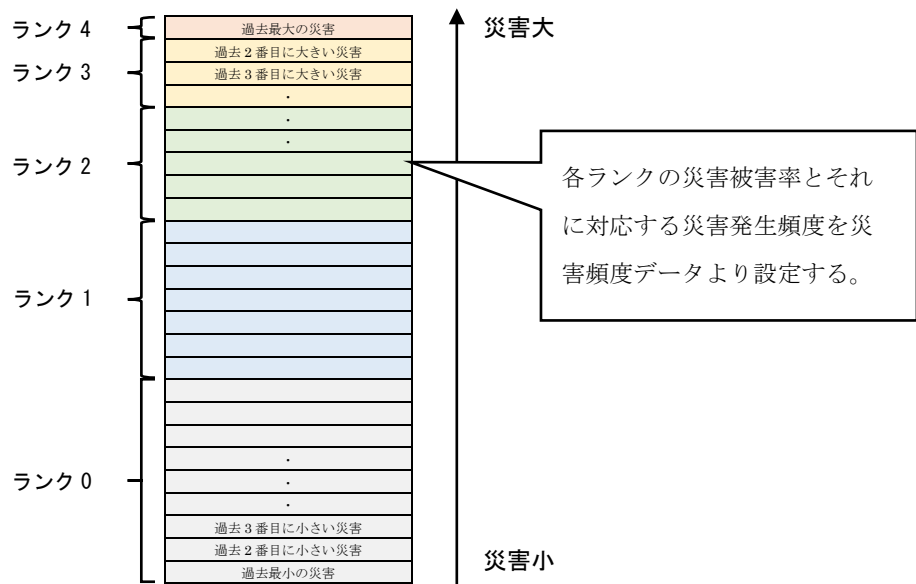 ランク 4
過去最大の災害
災害大
過去 2 番目に大きい災害
ランク 3
過去 3 番目に大きい災害
・
・
・
ランク 2
各ランクの災害被害率とそれ
に対応する災害発生頻度を災
害頻度データより設定する。
ランク 1
・
ランク 0
・
・
過去 3 番目に小さい災害
過去 2 番目に小さい災害
災害小
過去最小の災害